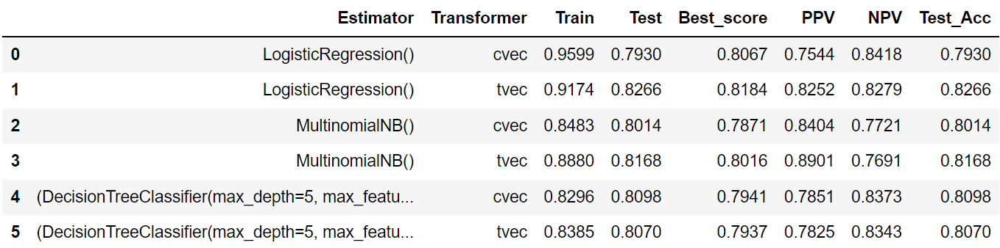 Estimator Transformer Train Test Best_score PPV NPV Test_Acc
0 LogisticRegression() cvec 0.9599 0.7930 0.8067 0.7544 0.8418 0.7930
1 LogisticRegression() tvec 0.9174 0.8266 0.8184 0.8252 0.8279 0.8266
2 MultinomialNB() cvec 0.8483 0.8014 0.7871 0.8404 0.7721 0.8014
3 MultinomialNB() tvec 0.8880 0.8168 0.8016 0.8901 0.7691 0.8168
4 (DecisionTreeClassifier(max_depth=5, max_featu... cvec 0.8296 0.8098 0.7941 0.7851 0.8373 0.8098
5 (DecisionTreeClassifier(max_depth=5, max_featu... tvec 0.8385 0.8070 0.7937 0.7825 0.8343 0.8070